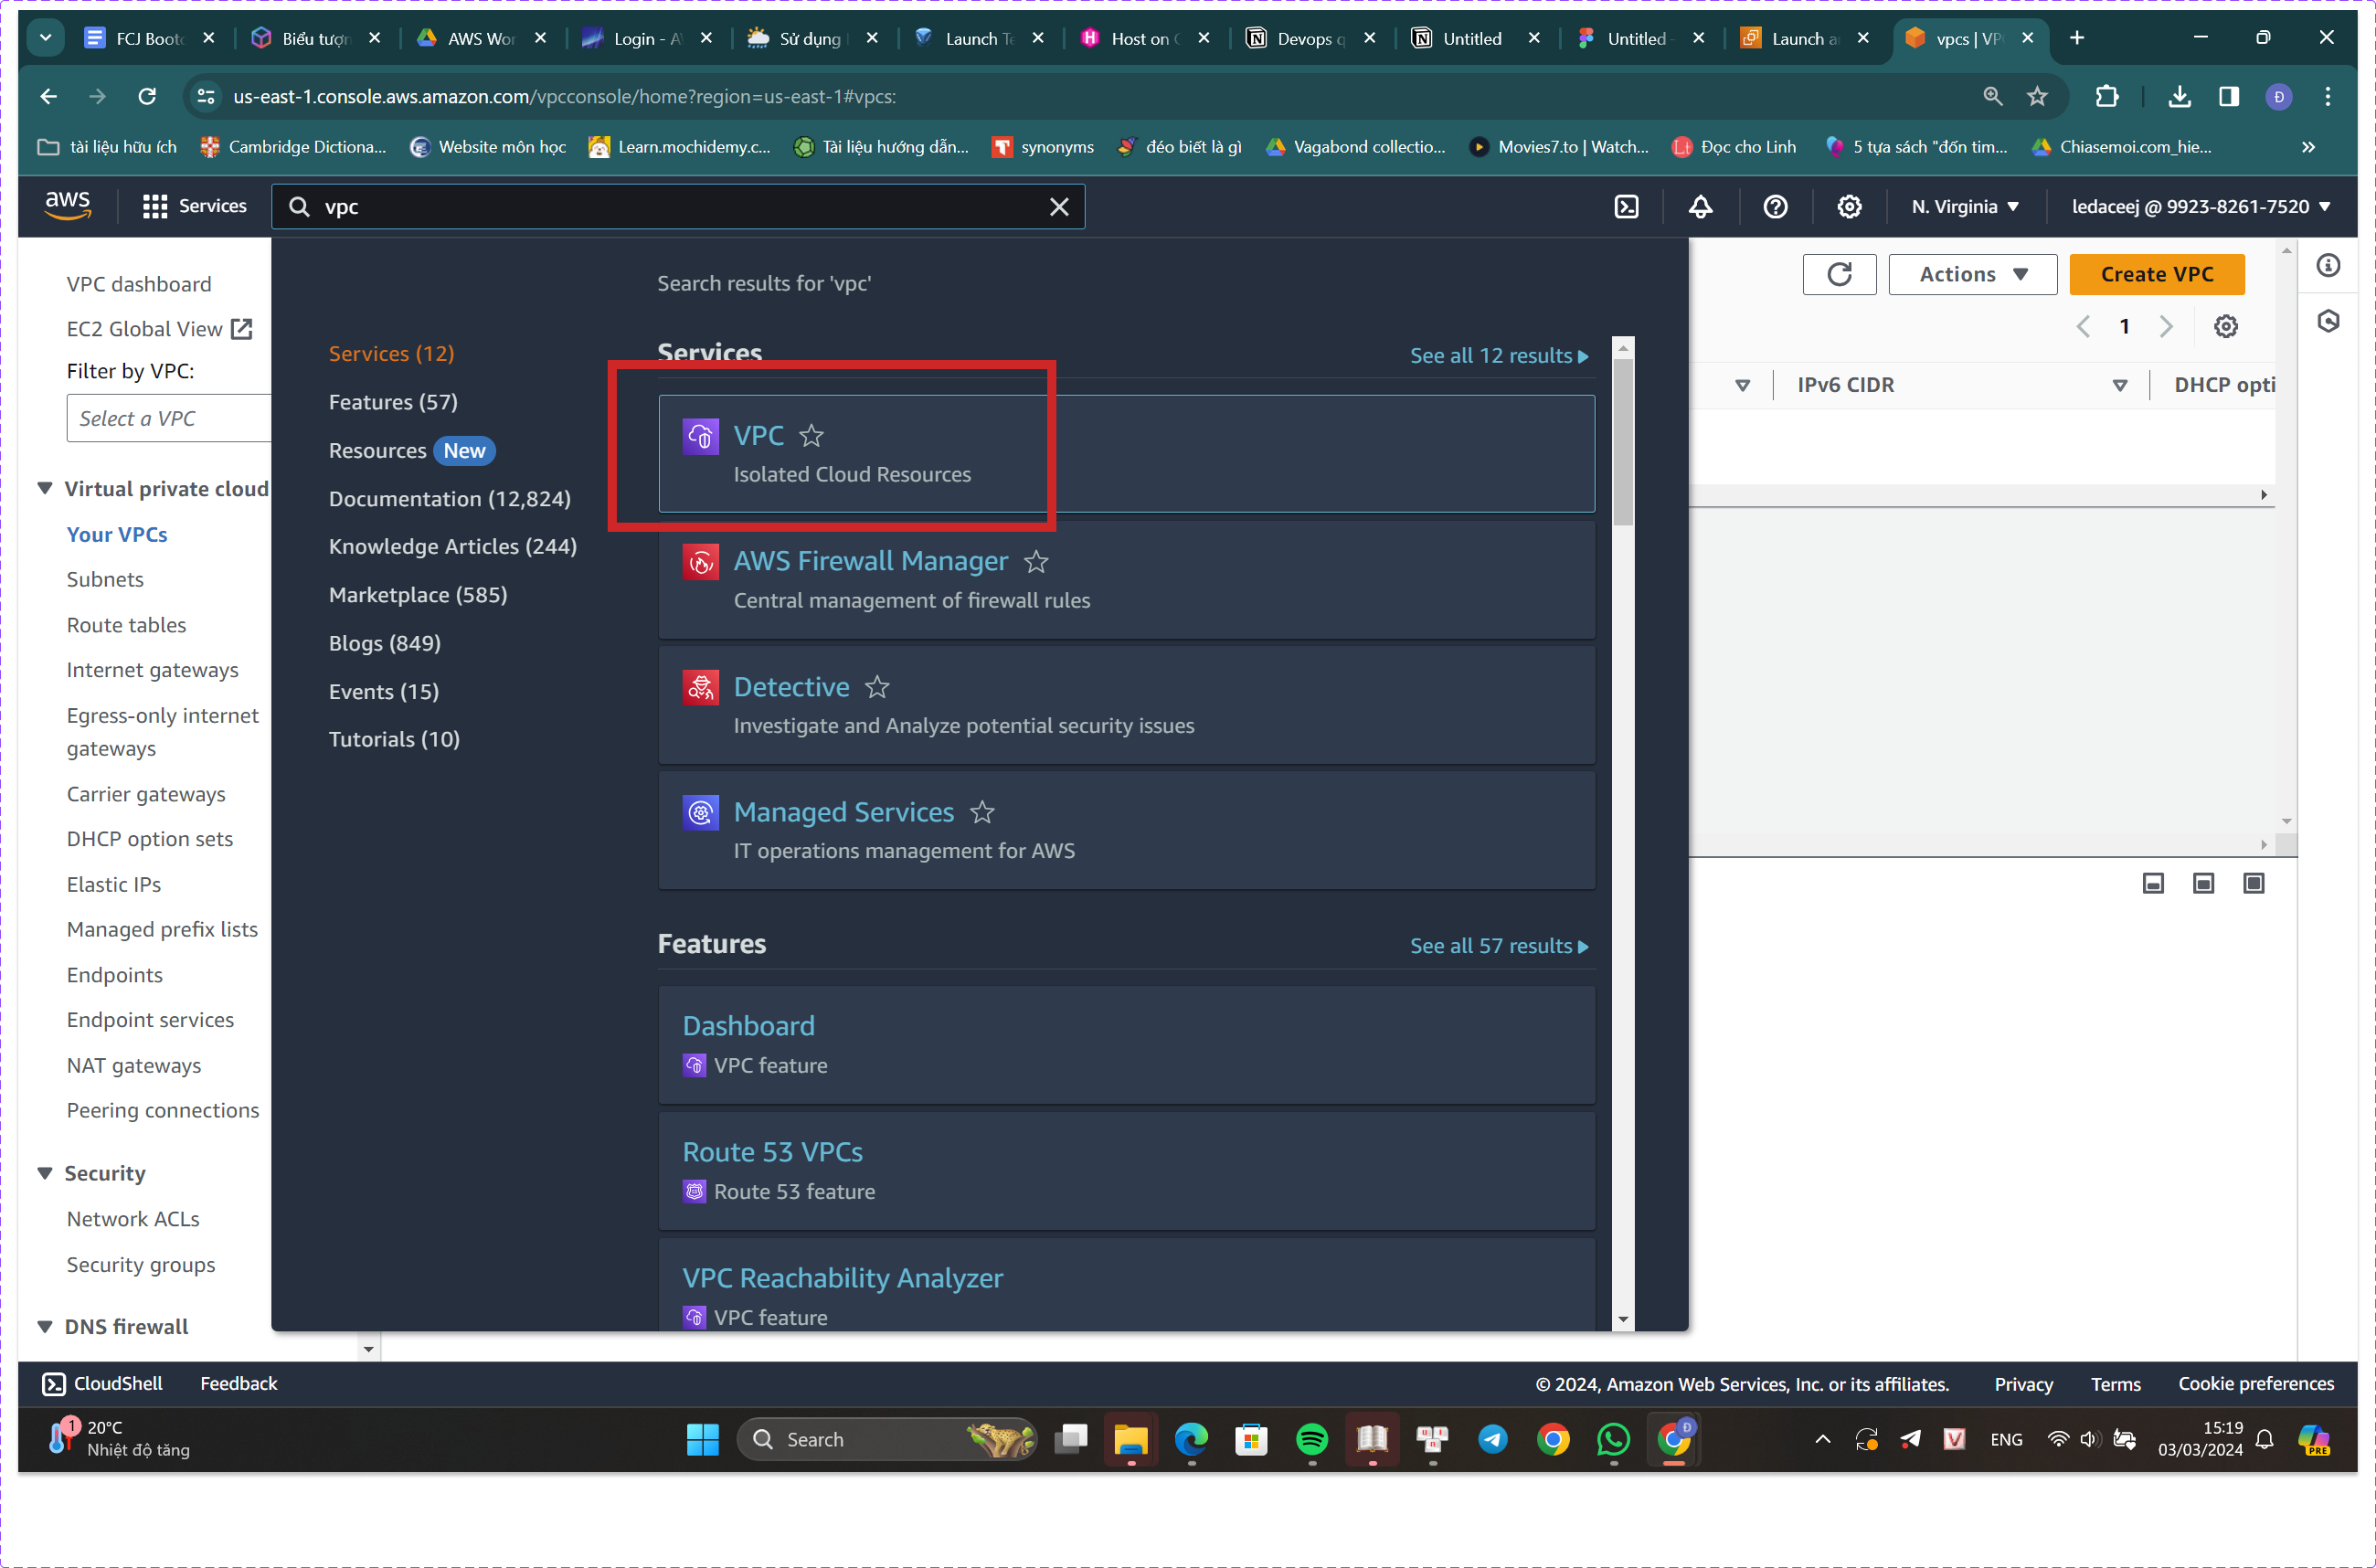 FCJ Boot
Biểu tượn
AWS Wor
Login - A
Sử dụng
Launch Te
Host on
Devops q
Untitled
Untitled
Launch a
vpcs | VP
us-east-1.console.aws.amazon.com/vpcconsole/home?region=us-east-1#vpcs:
Đ
tài liệu hữu ích
Cambridge Dictiona...
Website môn học
Learn.mochidemy.c...
Tài liệu hướng dẫn...
synonyms
đéo biết là gì
Vagabond collectio...
Movies7.to | Watch...
Đọc cho Linh
5 tựa sách "đốn tim...
Chiasemoi.com_hie...
aws
Services
vpc
N. Virginia
ledaceej @ 9923-8261-7520
VPC dashboard
EC2 Global View
Filter by VPC:
Select a VPC
Virtual private cloud
Your VPCs
Subnets
Route tables
Internet gateways
Egress-only internet
gateways
Carrier gateways
DHCP option sets
Elastic IPs
Managed prefix lists
Endpoints
Endpoint services
NAT gateways
Peering connections
Security
Network ACLs
Security groups
DNS firewall
Services (12)
Features (57)
Resources New
Documentation (12,824)
Knowledge Articles (244)
Marketplace (585)
Blogs (849)
Events (15)
Tutorials (10)
Search results for 'vpc'
Services
See all 12 results
VPC
Isolated Cloud Resources
AWS Firewall Manager
Central management of firewall rules
Detective
Investigate and Analyze potential security issues
Managed Services
IT operations management for AWS
Features
See all 57 results
Dashboard
VPC feature
Route 53 VPCs
Route 53 feature
VPC Reachability Analyzer
VPC feature
Actions
Create VPC
1
IPv6 CIDR
DHCP opti
CloudShell
Feedback
© 2024, Amazon Web Services, Inc. or its affiliates.
Privacy
Terms
Cookie preferences
1
20°C
Nhiệt độ tăng
Search
Đ
V
ENG
15:19
03/03/2024
PRE